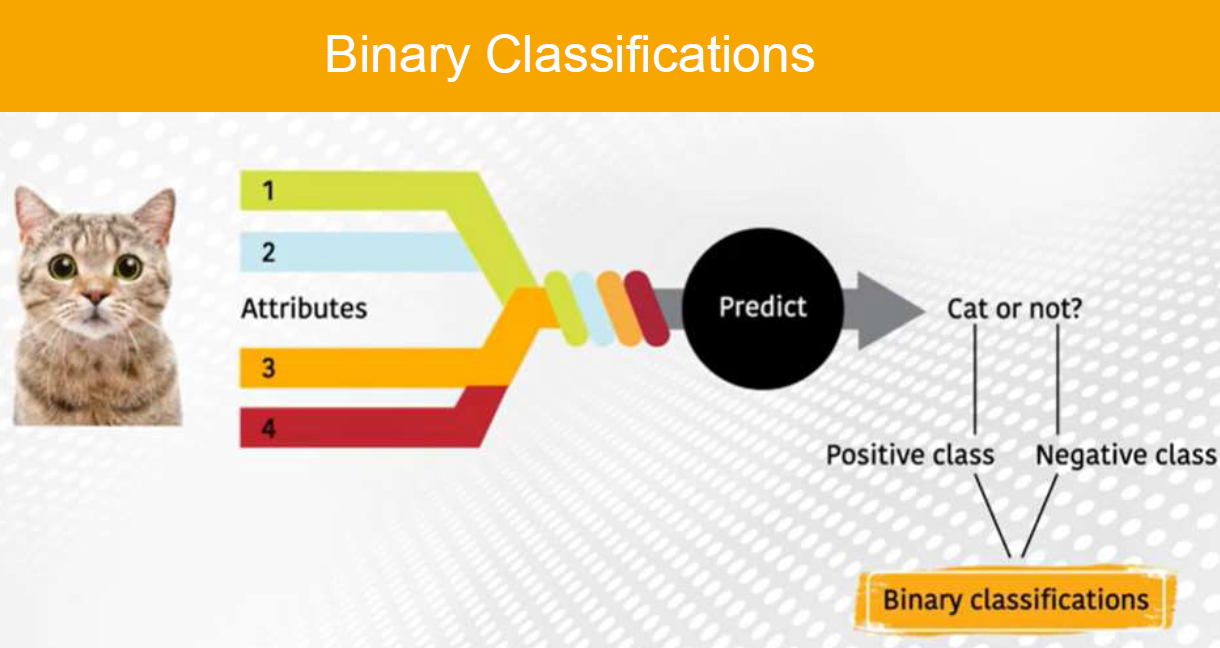 Binary Classifications
1
2
Attributes
3
4
Predict
Cat or not?
Positive class
Negative class
Binary classifications